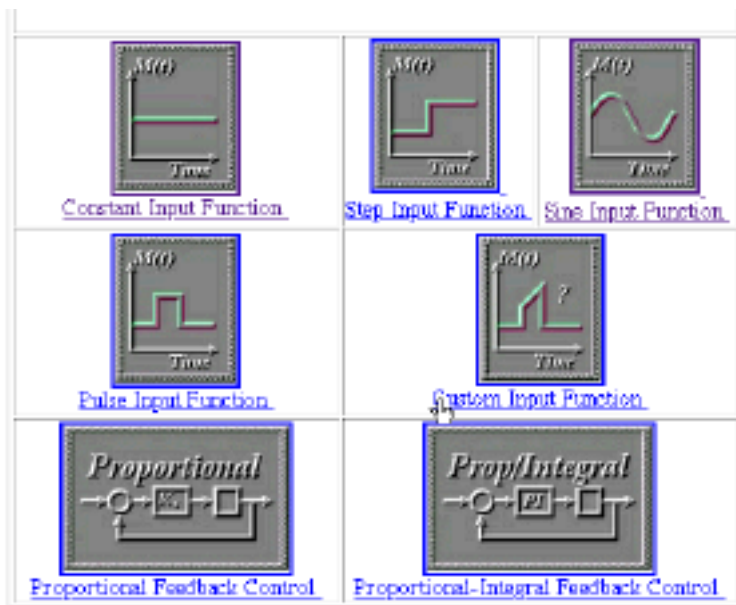 M(t)
Time
Constant Input Function
M(t)
Time
Step Input Function
M(t)
Time
Sine Input Function
M(t)
Time
Pulse Input Function
M(t)
?
Time
Custom Input Function
Proportional
Proportional Feedback Control
Prop/Integral
PI
Proportional-Integral Feedback Control